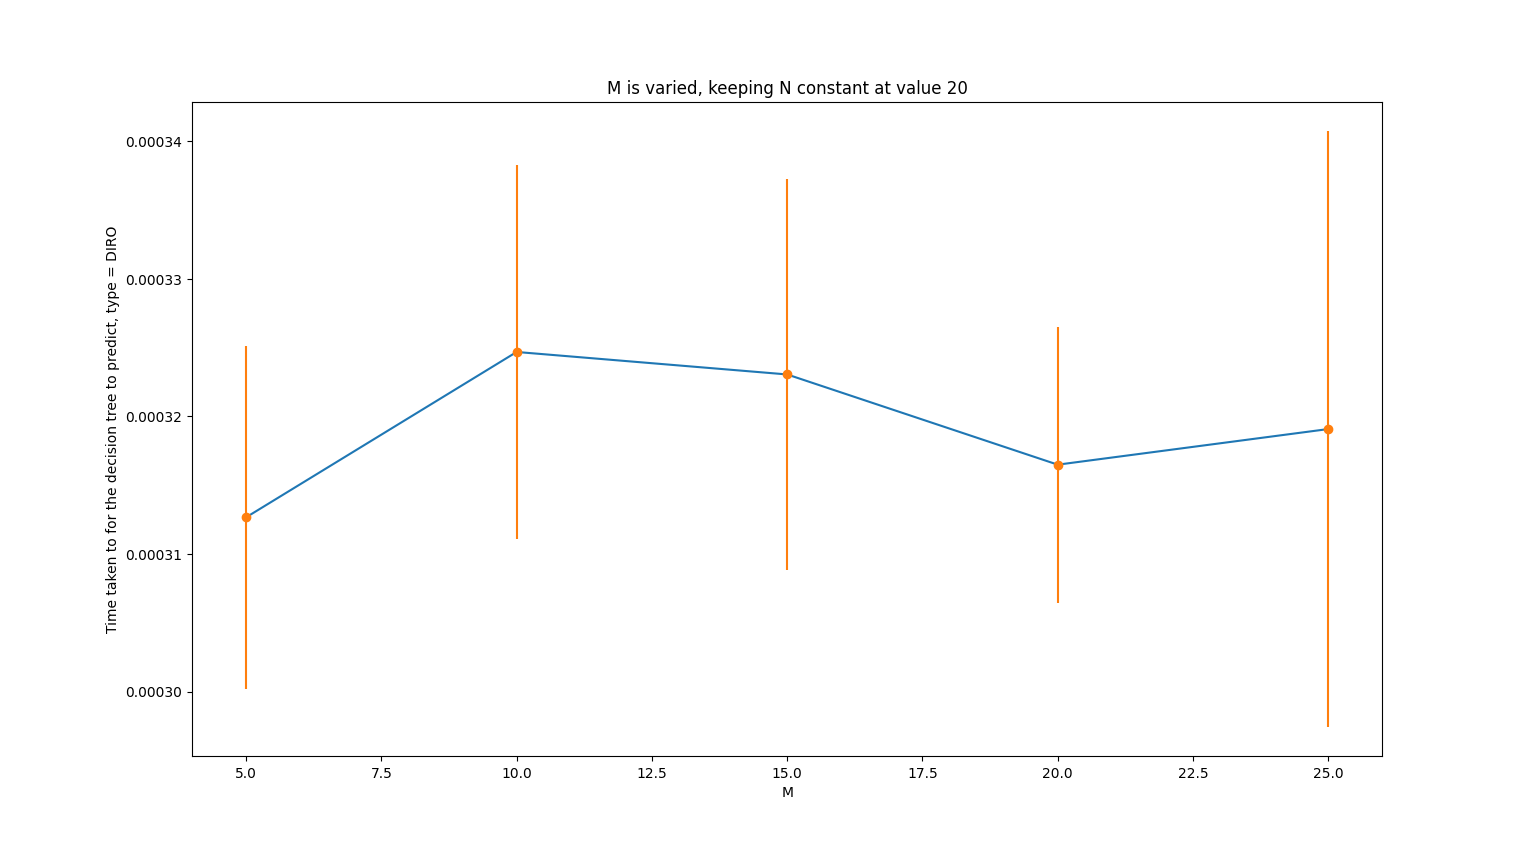 M is varied, keeping N constant at value 20
Time taken to for the decision tree to predict, type = DIRO
0.00034
0.00033
0.00032
0.00031
0.00030
5.0 7.5 10.0 12.5 15.0 17.5 20.0 22.5 25.0
M